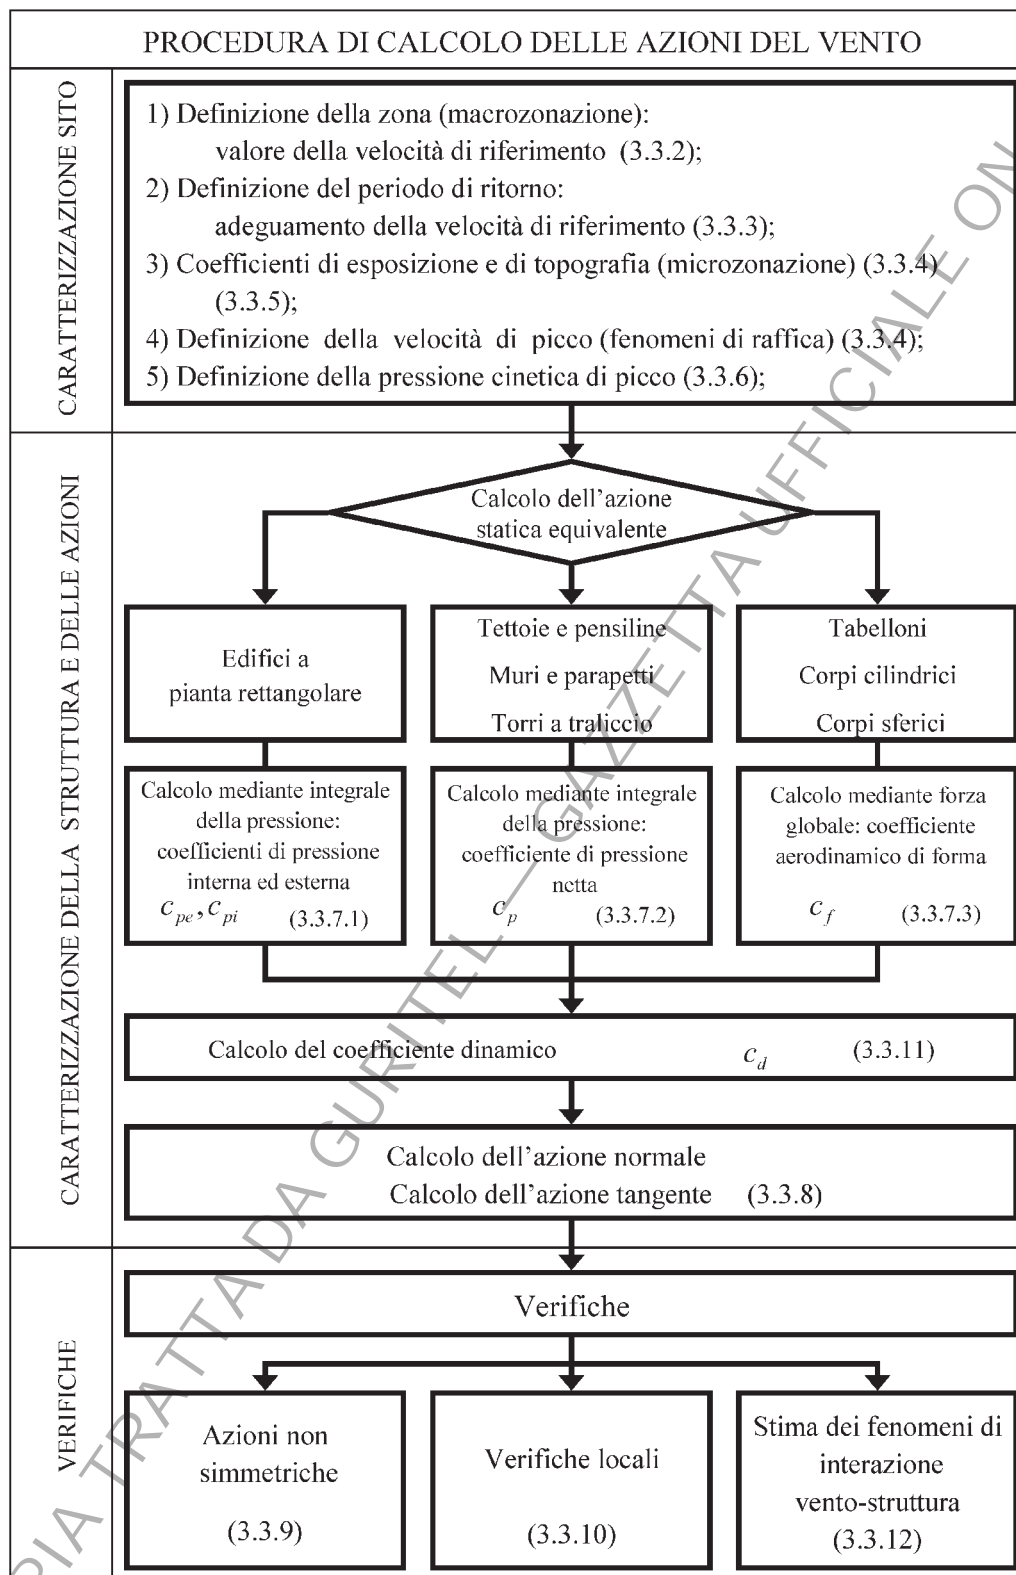 PROCEDURA DI CALCOLO DELLE AZIONI DEL VENTO
CARATTERIZZAZIONE SITO
1) Definizione della zona (macrozonazione):
valore della velocità di riferimento (3.3.2);
2) Definizione del periodo di ritorno:
adeguamento della velocità di riferimento (3.3.3);
3) Coefficienti di esposizione e di topografia (microzonazione) (3.3.4)
(3.3.5);
4) Definizione della velocità di picco (fenomeni di raffica) (3.3.4);
5) Definizione della pressione cinetica di picco (3.3.6);
CARATTERIZZAZIONE DELLA STRUTTURA E DELLE AZIONI
Calcolo dell'azione
statica equivalente
Edifici a
pianta rettangolare
Tettoie e pensiline
Muri e parapetti
Torri a traliccio
Tabelloni
Corpi cilindrici
Corpi sferici
Calcolo mediante integrale
della pressione:
coefficienti di pressione
interna ed esterna
c_pe, c_pi (3.3.7.1)
Calcolo mediante integrale
della pressione:
coefficiente di pressione
netta
c_p (3.3.7.2)
Calcolo mediante forza
globale: coefficiente
aerodinamico di forma
c_f (3.3.7.3)
Calcolo del coefficiente dinamico c_d (3.3.11)
Calcolo dell'azione normale
Calcolo dell'azione tangente (3.3.8)
VERIFICHE
Verifiche
Azioni non
simmetriche
(3.3.9)
Verifiche locali
(3.3.10)
Stima dei fenomeni di
interazione
vento-struttura
(3.3.12)
PIA TRATTA DA GURITEL — GAZZETTA UFFICIALE ON